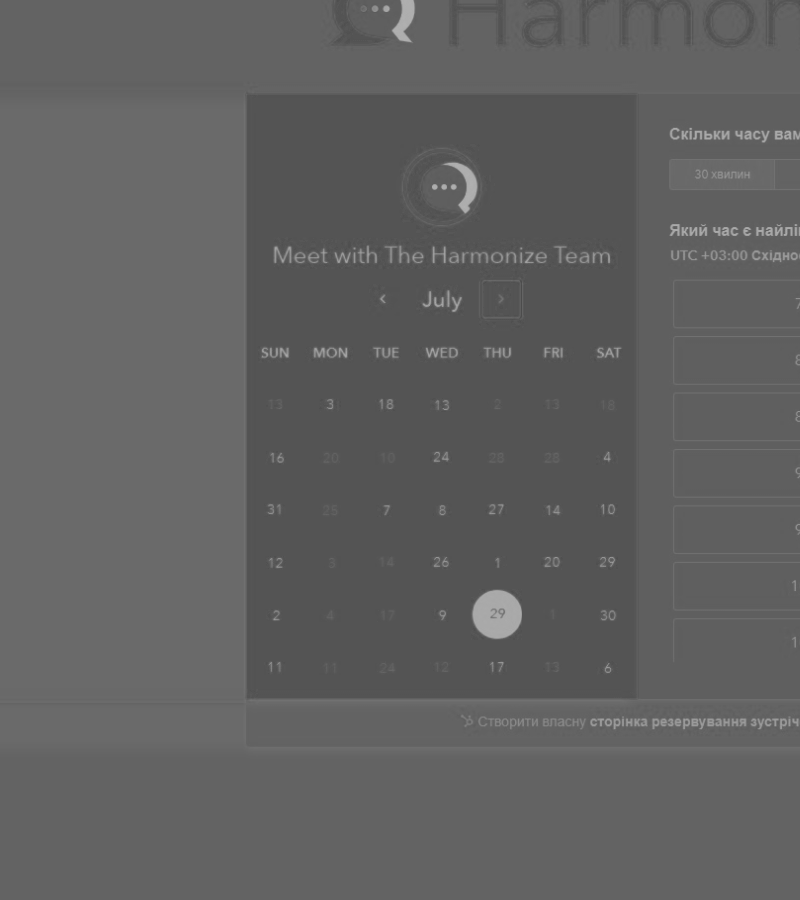 Harmon
Meet with The Harmonize Team
July
SUN MON TUE WED THU FRI SAT
13 3 18 13 2 13 18
16 20 10 24 28 28 4
31 25 7 8 27 14 10
12 3 14 26 1 20 29
2 4 17 9 29 1 30
11 11 24 12 17 13 6
Скільки часу вам
30 хвилин
Який час є найлі
UTC +03:00 Східно
7
8
8
9
9
1
1
Створити власну сторінка резервування зустріч